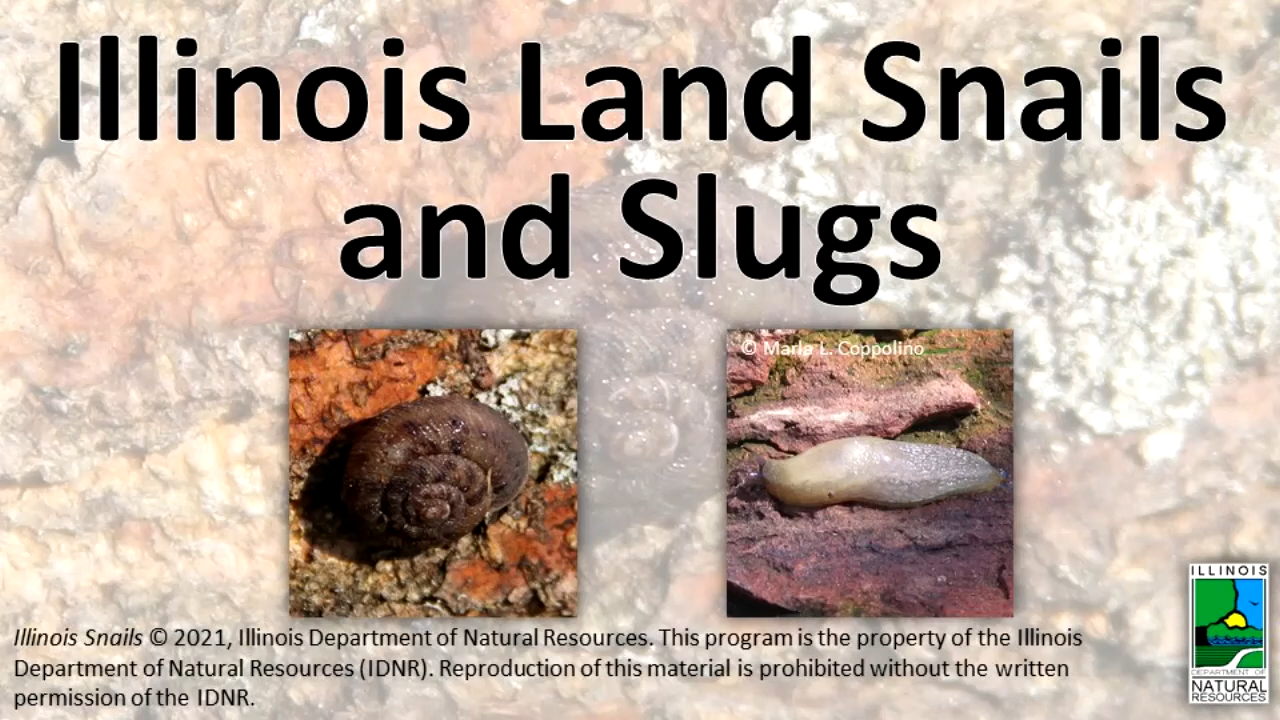 Illinois Land Snails
and Slugs
© Marla L. Coppolino
Illinois Snails © 2021, Illinois Department of Natural Resources. This program is the property of the Illinois
Department of Natural Resources (IDNR). Reproduction of this material is prohibited without the written
permission of the IDNR.
ILLINOIS
DEPARTMENT OF
NATURAL
RESOURCES